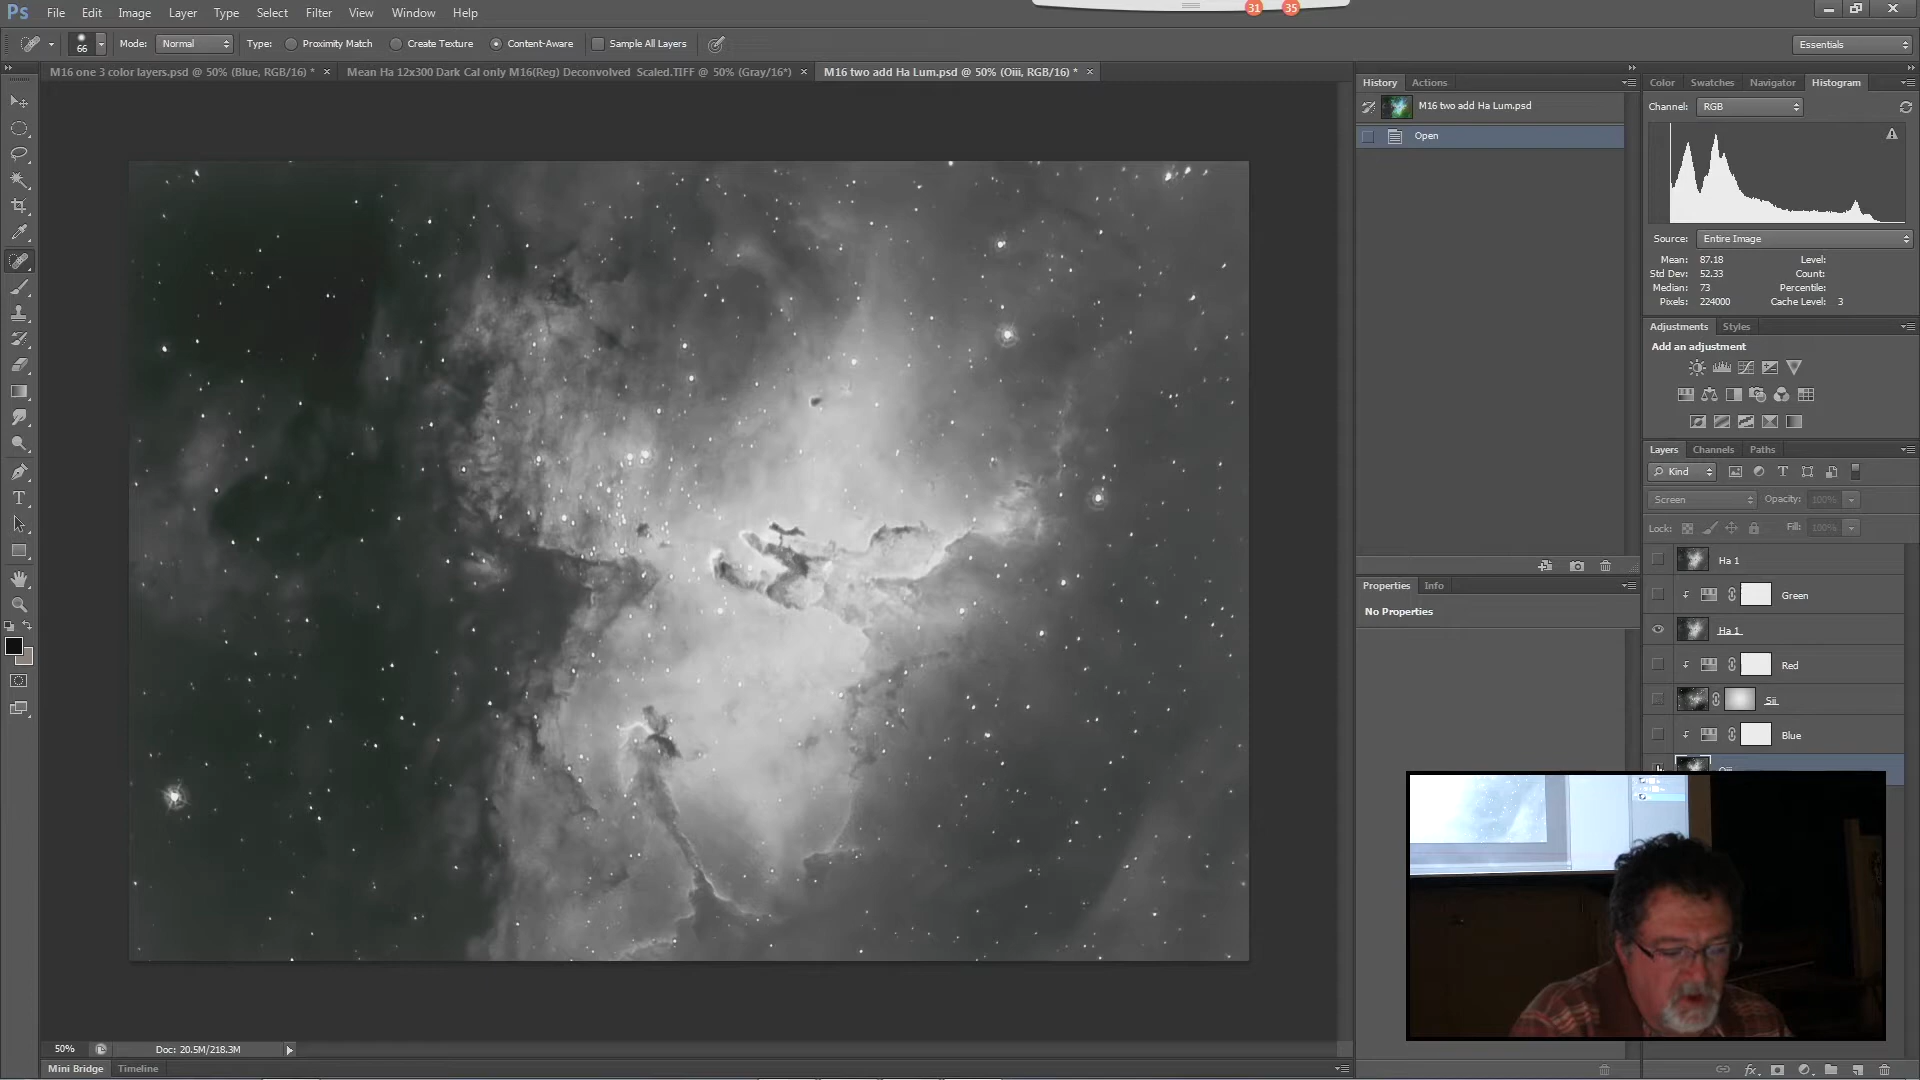 Ps File Edit Image Layer Type Select Filter 3D View Window Help
31 35
66 Mode: Normal Type: Proximity Match Create Texture Content-Aware Sample All Layers Essentials
M16 one 3 color layers.psd @ 50% (Blue, RGB/16) * × Mean Ha 12x300 Dark Cal only M16(Reg) Deconvolved Scaled.TIFF @ 50% (Gray/16*) × M16 two add Ha Lum.psd @ 50% (Oiii, RGB/16) * ×
History Actions
M16 two add Ha Lum.psd
Open
Color Swatches Navigator Histogram
Channel: RGB
Source: Entire Image
Mean: 87.18 Level:
Std Dev: 52.33 Count:
Median: 73 Percentile:
Pixels: 224000 Cache Level: 3
Adjustments Styles
Add an adjustment
Layers Channels Paths
Kind
Screen Opacity: 100%
Lock: Fill: 100%
Ha 1
Green
Ha 1
Red
Sii
Blue
Properties Info
No Properties
50% Doc: 20.5M/218.3M
Mini Bridge Timeline